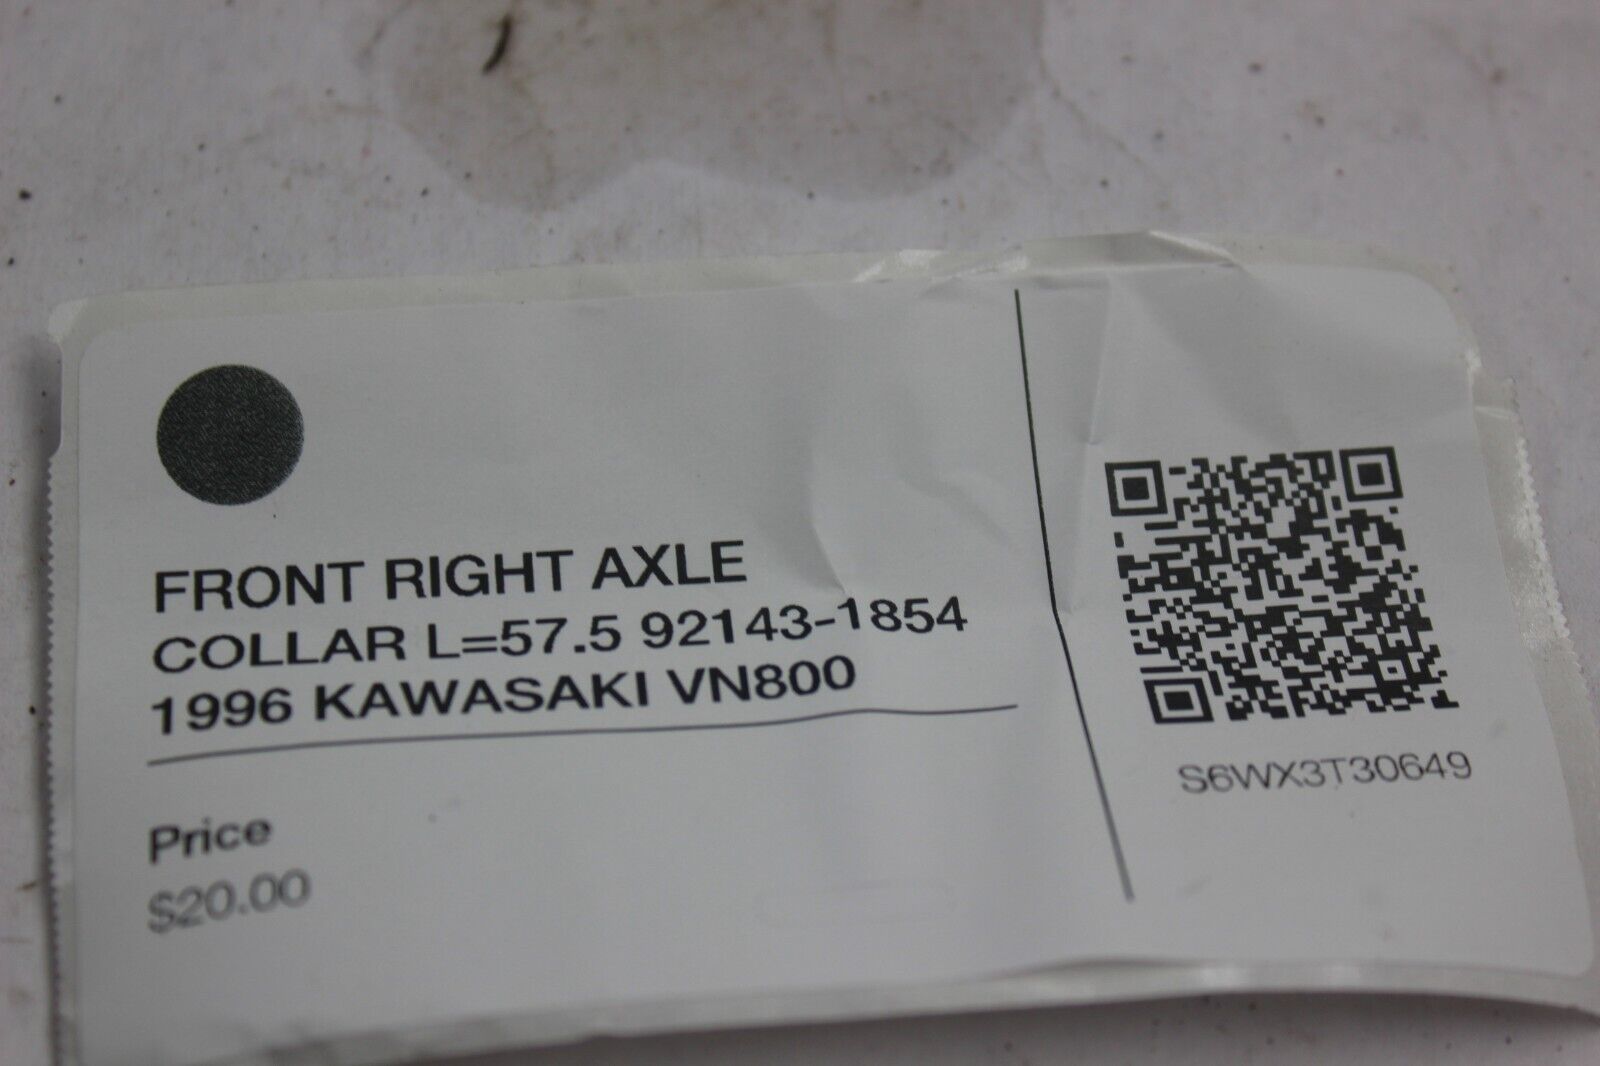 FRONT RIGHT AXLE
COLLAR L=57.5 92143-1854
1996 KAWASAKI VN800
Price
$20.00
S6WX3T30649